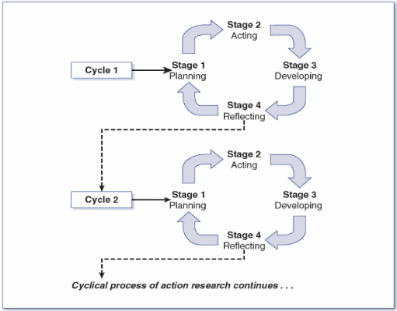 Stage 2
Acting
Cycle 1
Stage 1
Planning
Stage 3
Developing
Stage 4
Reflecting
Stage 2
Acting
Cycle 2
Stage 1
Planning
Stage 3
Developing
Stage 4
Reflecting
Cyclical process of action research continues . . .